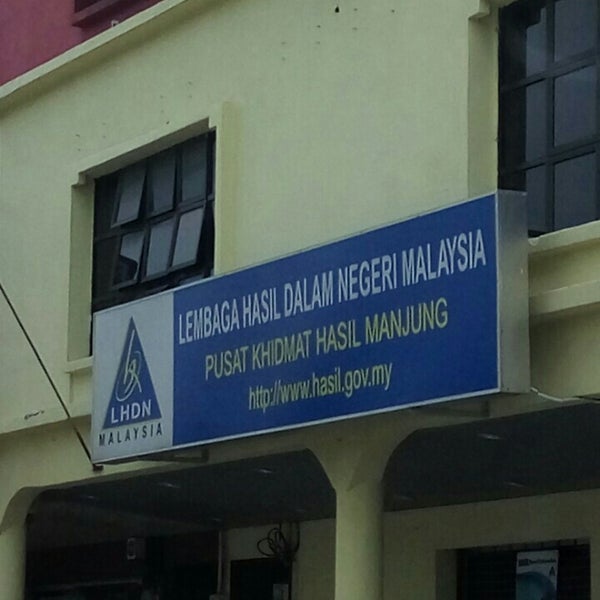 LEMBAGA HASIL DALAM NEGERI MALAYSIA
PUSAT KHIDMAT HASIL MANJUNG
http://www.hasil.gov.my
LHDN
MALAYSIA